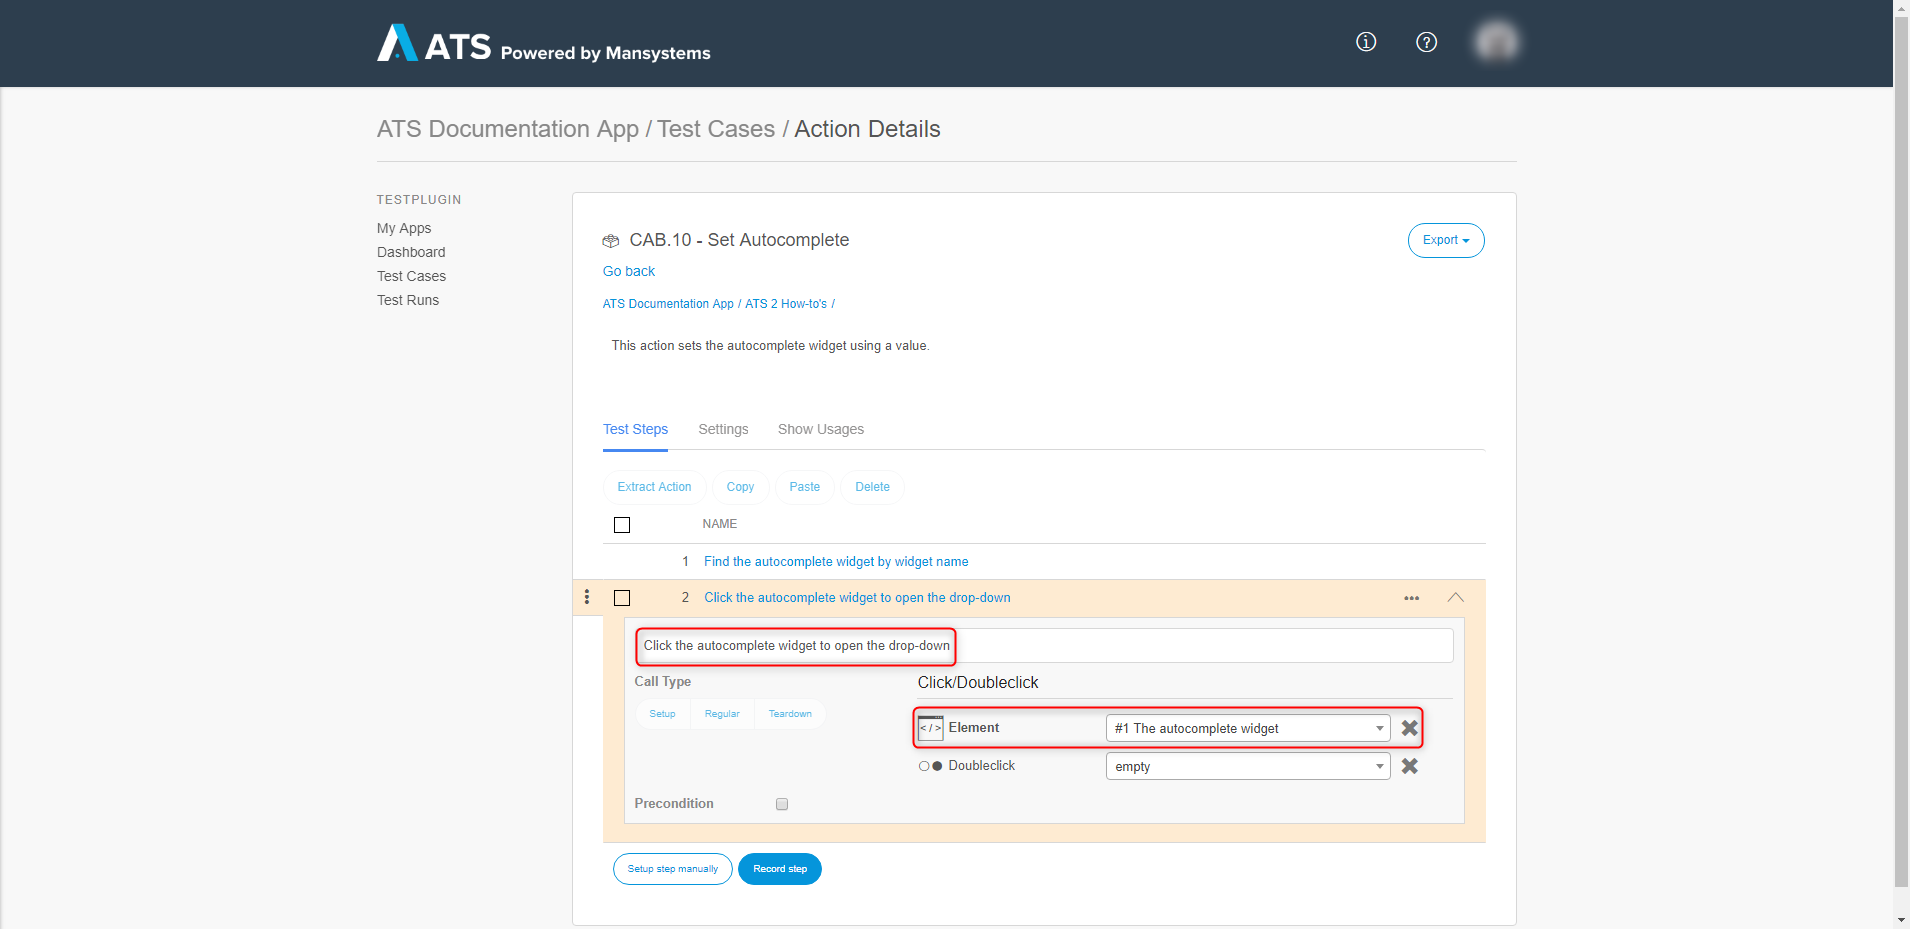 ATS Powered by Mansystems
ATS Documentation App / Test Cases / Action Details
TESTPLUGIN
My Apps
Dashboard
Test Cases
Test Runs
CAB.10 - Set Autocomplete
Export
Go back
ATS Documentation App / ATS 2 How-to's /
This action sets the autocomplete widget using a value.
Test Steps Settings Show Usages
Extract Action Copy Paste Delete
NAME
1 Find the autocomplete widget by widget name
2 Click the autocomplete widget to open the drop-down
Click the autocomplete widget to open the drop-down
Call Type
Setup Regular Teardown
Click/Doubleclick
</> Element #1 The autocomplete widget
Doubleclick empty
Precondition
Setup step manually Record step